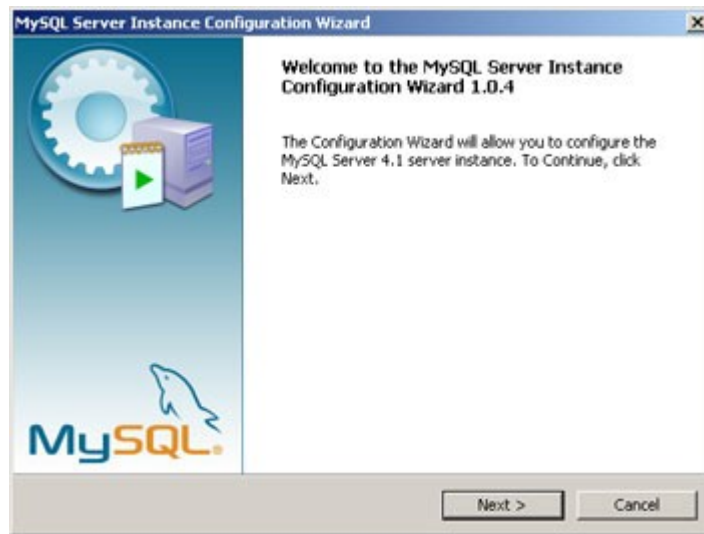 MySQL Server Instance Configuration Wizard
Welcome to the MySQL Server Instance
Configuration Wizard 1.0.4
The Configuration Wizard will allow you to configure the
MySQL Server 4.1 server instance. To Continue, click
Next.
MySQL®
Next >
Cancel